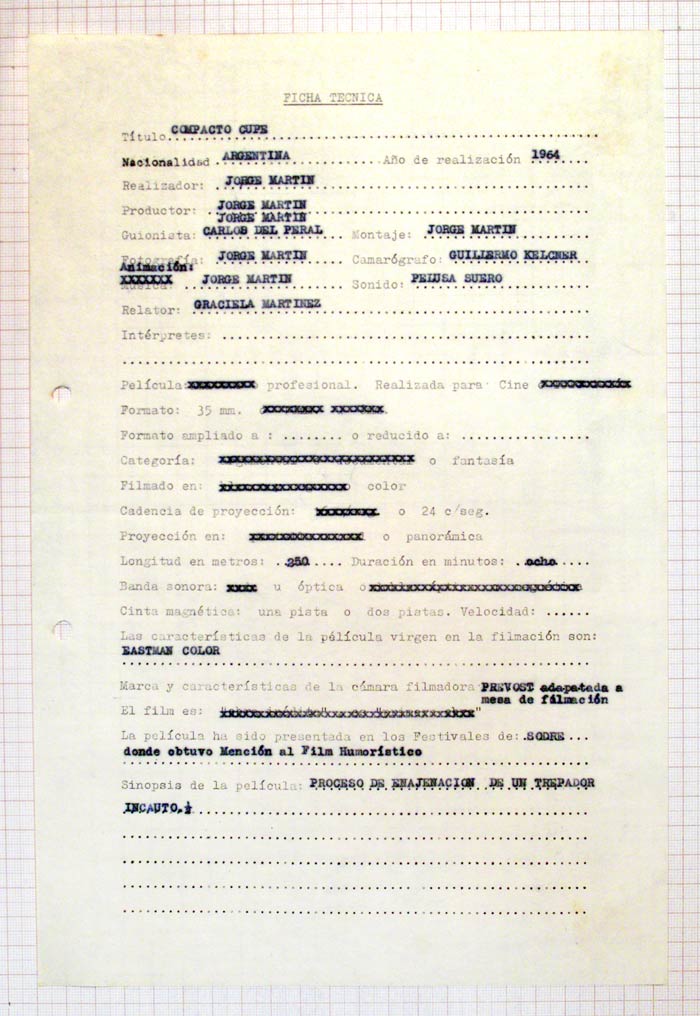 FICHA TECNICA
Título COMPACTO CUPE
Nacionalidad ARGENTINA Año de realización 1964
Realizador: JORGE MARTIN
Productor: JORGE MARTIN
JORGE MARTIN
Guionista: CARLOS DEL PERAL Montaje: JORGE MARTIN
Fotografía: JORGE MARTIN Camarógrafo: GUILLERMO KELCNER
Animación:
Música: JORGE MARTIN Sonido: PELUSA SUERO
Relator: GRACIELA MARTINEZ
Intérpretes:
Película profesional. Realizada para Cine
Formato: 35 mm.
Formato ampliado a : ........ o reducido a:
Categoría: o fantasía
Filmado en: color
Cadencia de proyección: o 24 c/seg.
Proyección en: o panorámica
Longitud en metros: 250 Duración en minutos: ocho
Banda sonora: u óptica o
Cinta magnética: una pista o dos pistas. Velocidad: ......
Las características de la película virgen en la filmación son:
EASTMAN COLOR
Marca y características de la cámara filmadora PREVOST adapatada a
mesa de filmación
El film es:
La película ha sido presentada en los Festivales de: SODRE
donde obtuvo Mención al Film Humorístico
Sinopsis de la película: PROCESO DE ENAJENACION DE UN TREPADOR
INCAUTO.